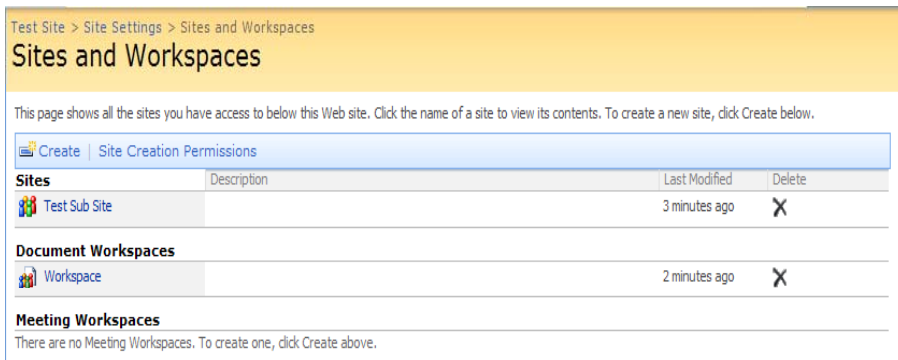 Test Site > Site Settings > Sites and Workspaces
Sites and Workspaces
This page shows all the sites you have access to below this Web site. Click the name of a site to view its contents. To create a new site, click Create below.
Create | Site Creation Permissions
Sites Description Last Modified Delete
Test Sub Site 3 minutes ago
Document Workspaces
Workspace 2 minutes ago
Meeting Workspaces
There are no Meeting Workspaces. To create one, click Create above.